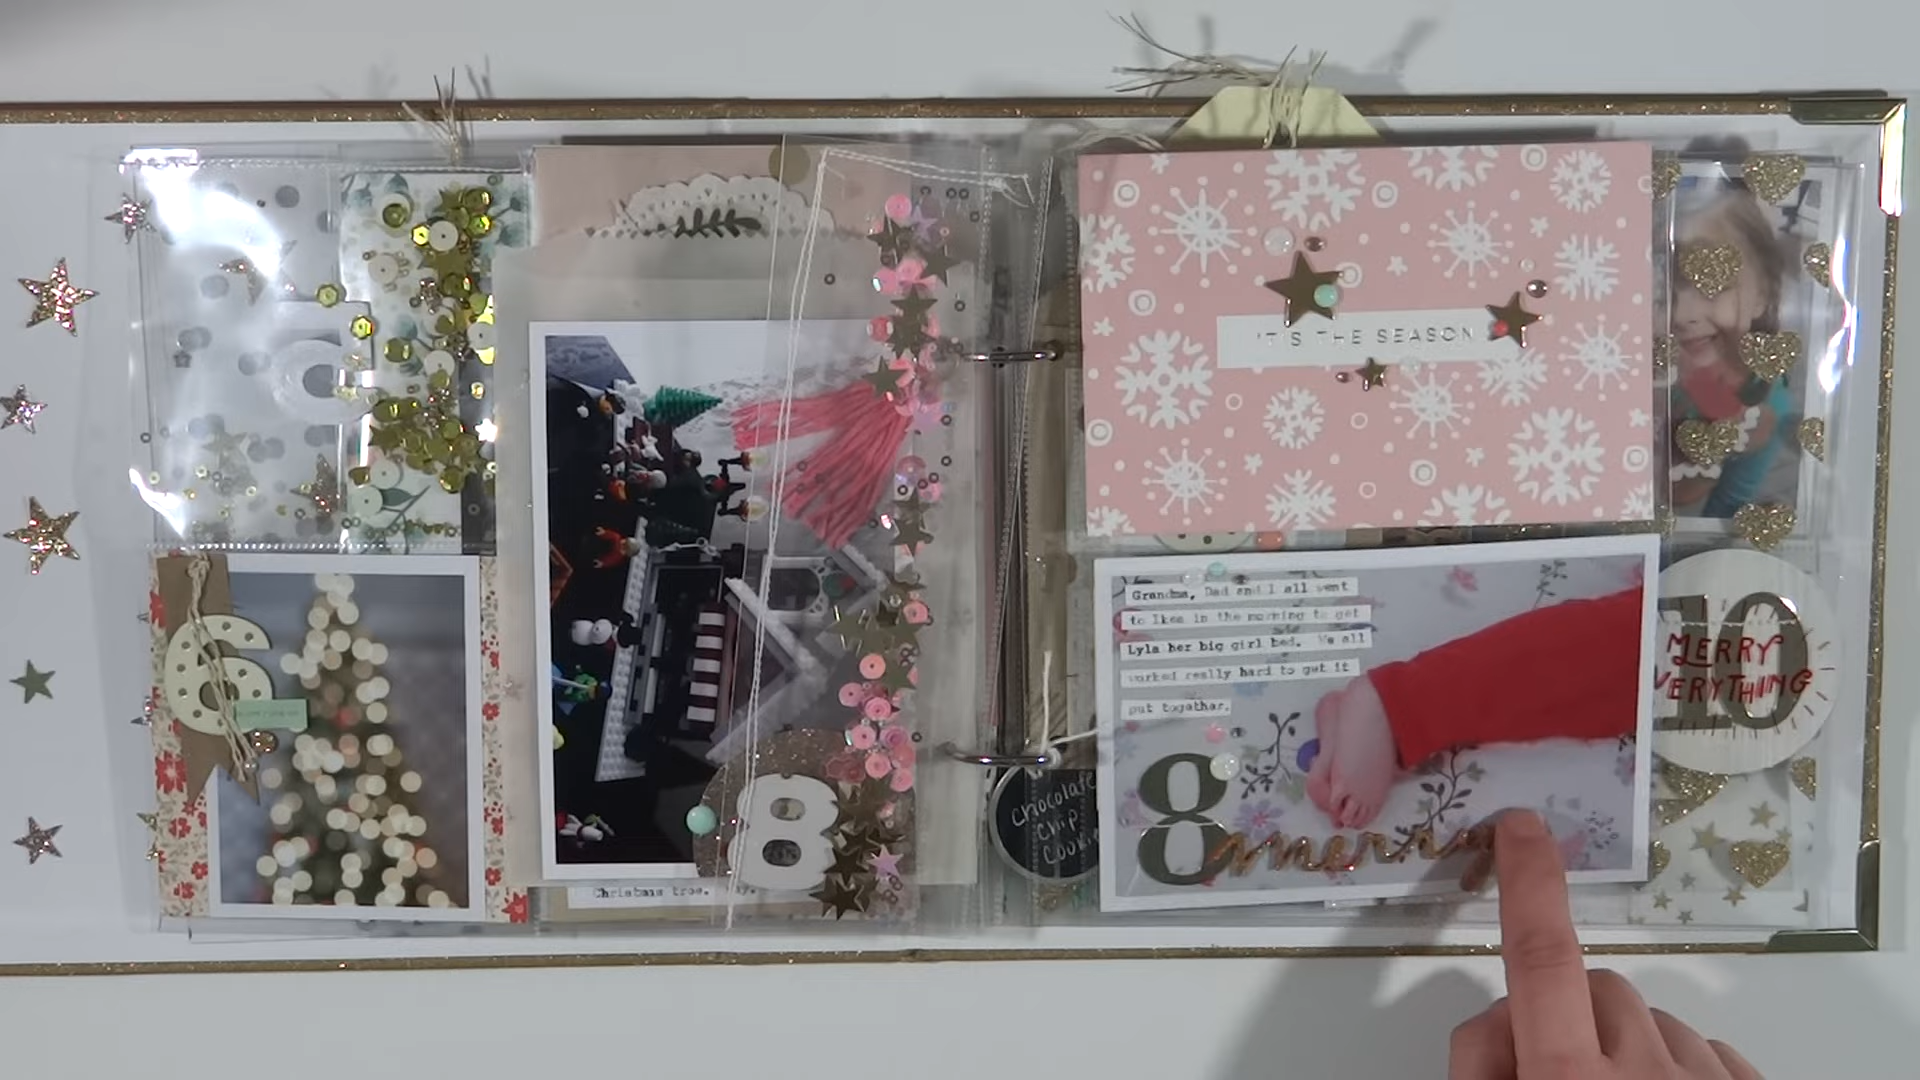 6
Christmas tree. Yay.
8
IT'S THE SEASON
Grandma, Dad and I all went
to Ikea in the morning to get
Lyla her big girl bed. We all
worked really hard to get it
put together.
8
merry
Chocolate
Chip
Cookie
10
MERRY
EVERYTHING